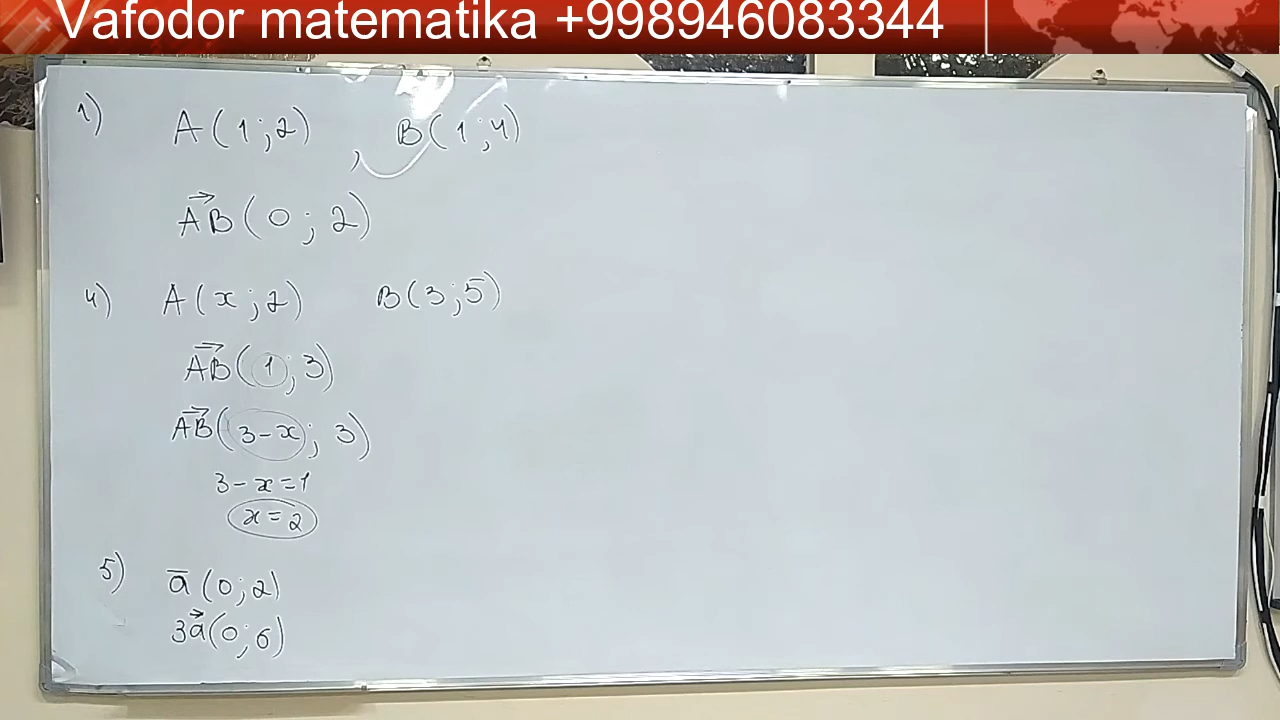 Vafodor matematika +998946083344
1) A(1;2), B(1;4)
AB(0;2)
4) A(x;2) B(3;5)
AB(1;3)
AB(3-x;3)
3-x=1
x=2
5) a(0;2)
3a(0;6)